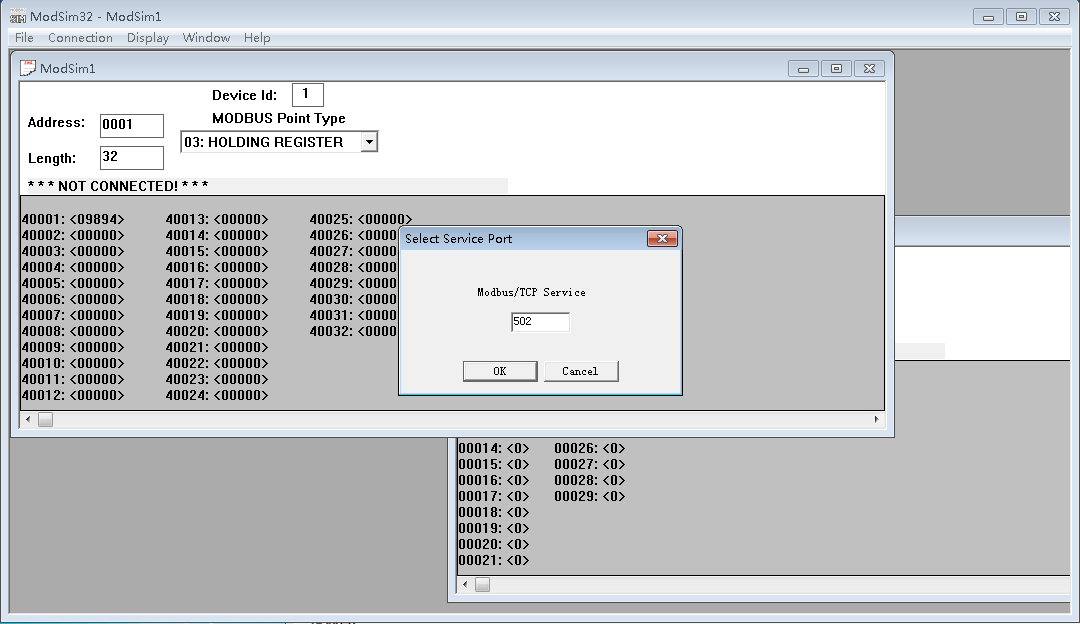 ModSim32 - ModSim1
File Connection Display Window Help
ModSim1
Device Id: 1
Address: 0001
MODBUS Point Type
03: HOLDING REGISTER
Length: 32
* * * NOT CONNECTED! * * *
40001: <09894> 40013: <00000> 40025: <00000>
40002: <00000> 40014: <00000> 40026: <0000
40003: <00000> 40015: <00000> 40027: <0000
40004: <00000> 40016: <00000> 40028: <0000
40005: <00000> 40017: <00000> 40029: <0000
40006: <00000> 40018: <00000> 40030: <0000
40007: <00000> 40019: <00000> 40031: <0000
40008: <00000> 40020: <00000> 40032: <0000
40009: <00000> 40021: <00000>
40010: <00000> 40022: <00000>
40011: <00000> 40023: <00000>
40012: <00000> 40024: <00000>
Select Service Port
Modbus/TCP Service
502
OK Cancel
00014: <0> 00026: <0>
00015: <0> 00027: <0>
00016: <0> 00028: <0>
00017: <0> 00029: <0>
00018: <0>
00019: <0>
00020: <0>
00021: <0>